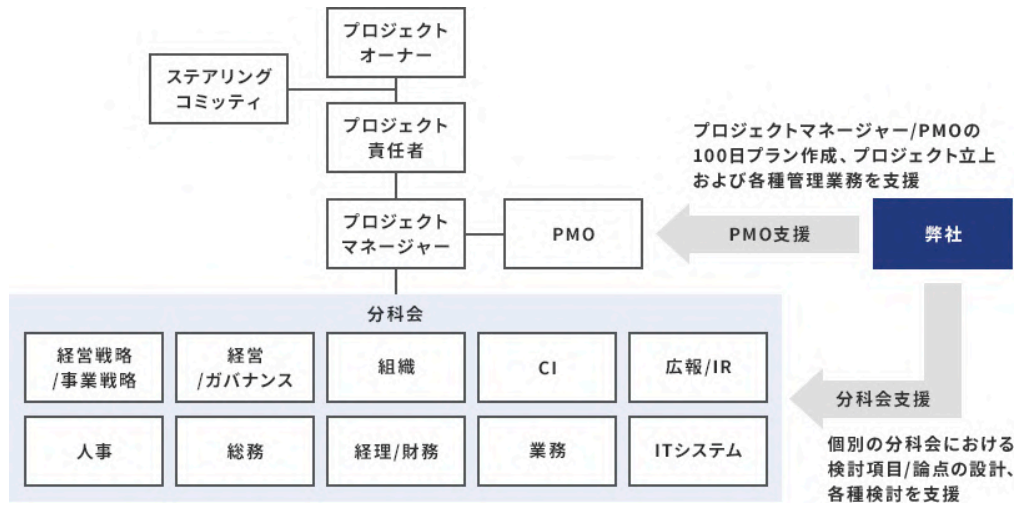 プロジェクト
オーナー
ステアリング
コミッティ
プロジェクト
責任者
プロジェクトマネージャー/PMOの
100日プラン作成、プロジェクト立上
および各種管理業務を支援
プロジェクト
マネージャー
PMO
PMO支援
弊社
分科会
経営戦略
/事業戦略
経営
/ガバナンス
組織
CI
広報/IR
分科会支援
人事
総務
経理/財務
業務
ITシステム
個別の分科会における
検討項目/論点の設計、
各種検討を支援